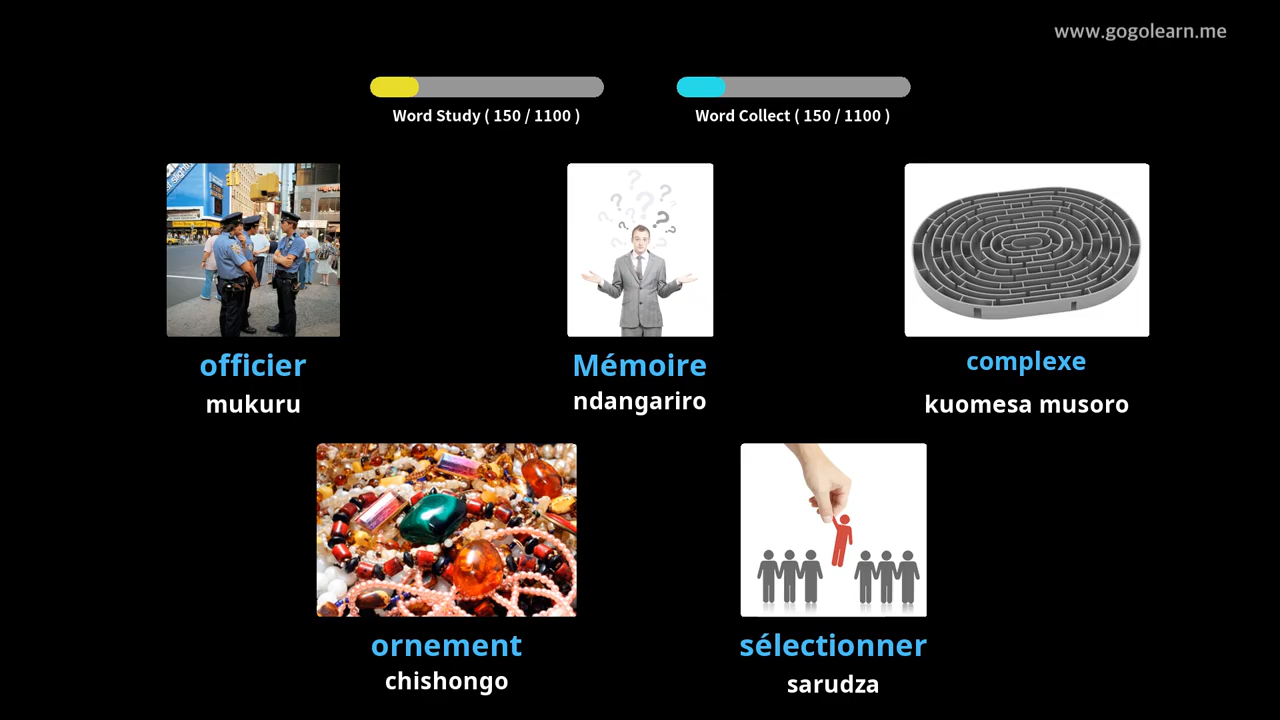 www.gogolearn.me
Word Study ( 150 / 1100 )
Word Collect ( 150 / 1100 )
officier
mukuru
Mémoire
ndangariro
complexe
kuomesa musoro
ornement
chishongo
sélectionner
sarudza